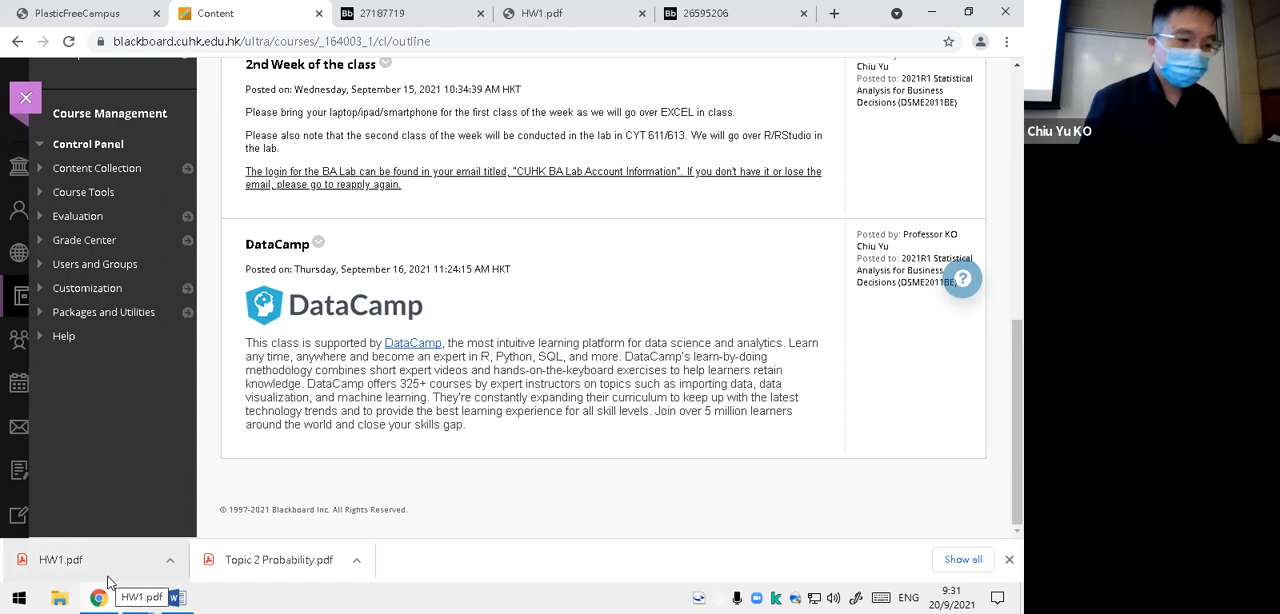 PlasticFreeCampus
Content
Bb 27187719
HW1.pdf
Bb 26595206
blackboard.cuhk.edu.hk/ultra/courses/_164003_1/cl/outline
Course Management
Control Panel
Content Collection
Course Tools
Evaluation
Grade Center
Users and Groups
Customization
Packages and Utilities
Help
2nd Week of the class
Posted on: Wednesday, September 15, 2021 10:34:39 AM HKT
Please bring your laptop/ipad/smartphone for the first class of the week as we will go over EXCEL in class.
Please also note that the second class of the week will be conducted in the lab in CYT 611/613. We will go over R/RStudio in
the lab.
The login for the BA Lab can be found in your email titled, "CUHK BA Lab Account Information". If you don't have it or lose the
email, please go to reapply again.
Chiu Yu
Posted to: 2021R1 Statistical
Analysis for Business
Decisions (DSME2011BE)
DataCamp
Posted on: Thursday, September 16, 2021 11:24:15 AM HKT
DataCamp
This class is supported by DataCamp, the most intuitive learning platform for data science and analytics. Learn
any time, anywhere and become an expert in R, Python, SQL, and more. DataCamp's learn-by-doing
methodology combines short expert videos and hands-on-the-keyboard exercises to help learners retain
knowledge. DataCamp offers 325+ courses by expert instructors on topics such as importing data, data
visualization, and machine learning. They're constantly expanding their curriculum to keep up with the latest
technology trends and to provide the best learning experience for all skill levels. Join over 5 million learners
around the world and close your skills gap.
Posted by: Professor KO
Chiu Yu
Posted to: 2021R1 Statistical
Analysis for Business
Decisions (DSME2011BE)
?
© 1997-2021 Blackboard Inc. All Rights Reserved.
HW1.pdf
Topic 2 Probability.pdf
Show all
HW1.pdf
ENG
9:31
20/9/2021
Chiu Yu KO